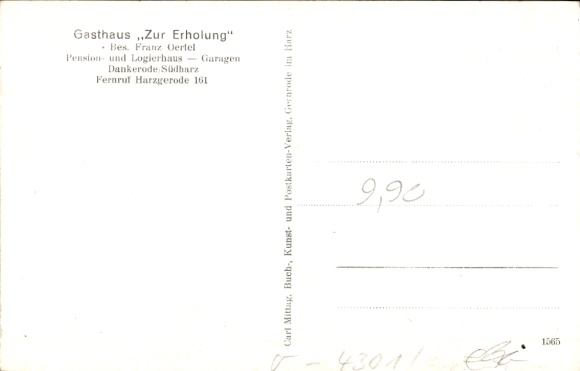 Gasthaus „Zur Erholung"
Bes. Franz Oertel
Pension- und Logierhaus — Garagen
Dankerode-Südharz
Fernruf Harzgerode 161
Carl Mittag, Buch-, Kunst- und Postkarten-Verlag, Gernrode im Harz
9,90
1565
V - 4301/